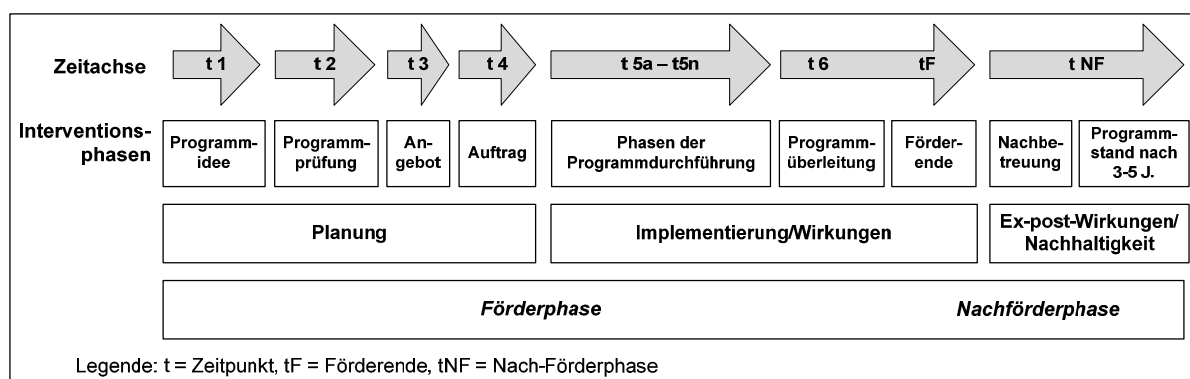 Zeitachse
t 1
t 2
t 3
t 4
t 5a – t5n
t 6
tF
t NF
Interventions-
phasen
Programm-
idee
Programm-
prüfung
An-
gebot
Auftrag
Phasen der
Programmdurchführung
Programm-
überleitung
Förder-
ende
Nachbe-
treuung
Programm-
stand nach
3-5 J.
Planung
Implementierung/Wirkungen
Ex-post-Wirkungen/
Nachhaltigkeit
Förderphase
Nachförderphase
Legende: t = Zeitpunkt, tF = Förderende, tNF = Nach-Förderphase